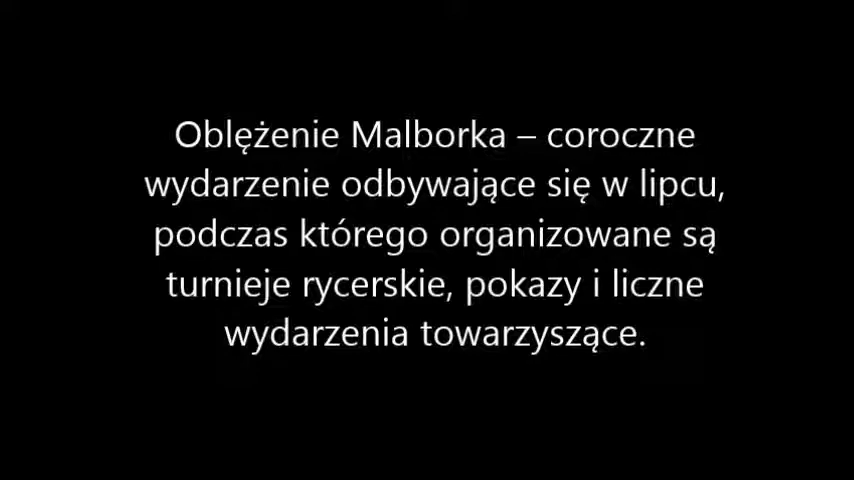 Oblężenie Malborka – coroczne
wydarzenie odbywające się w lipcu,
podczas którego organizowane są
turnieje rycerskie, pokazy i liczne
wydarzenia towarzyszące.